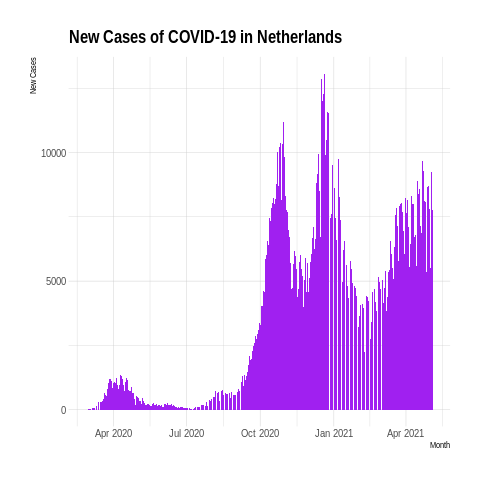 New Cases of COVID-19 in Netherlands
New Cases
10000
5000
0
Apr 2020 Jul 2020 Oct 2020 Jan 2021 Apr 2021
Month